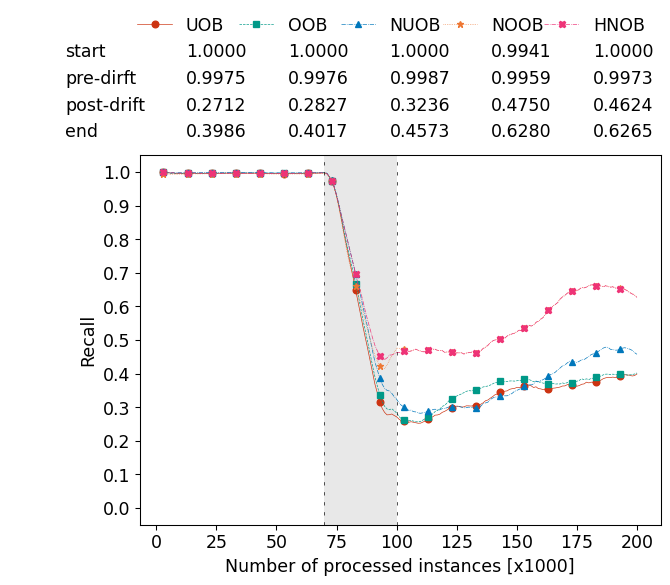 UOB OOB NUOB NOOB HNOB
start 1.0000 1.0000 1.0000 0.9941 1.0000
pre-dirft 0.9975 0.9976 0.9987 0.9959 0.9973
post-drift 0.2712 0.2827 0.3236 0.4750 0.4624
end 0.3986 0.4017 0.4573 0.6280 0.6265
1.0
0.9
0.8
0.7
0.6
0.5
0.4
0.3
0.2
0.1
0.0
Recall
0 25 50 75 100 125 150 175 200
Number of processed instances [x1000]